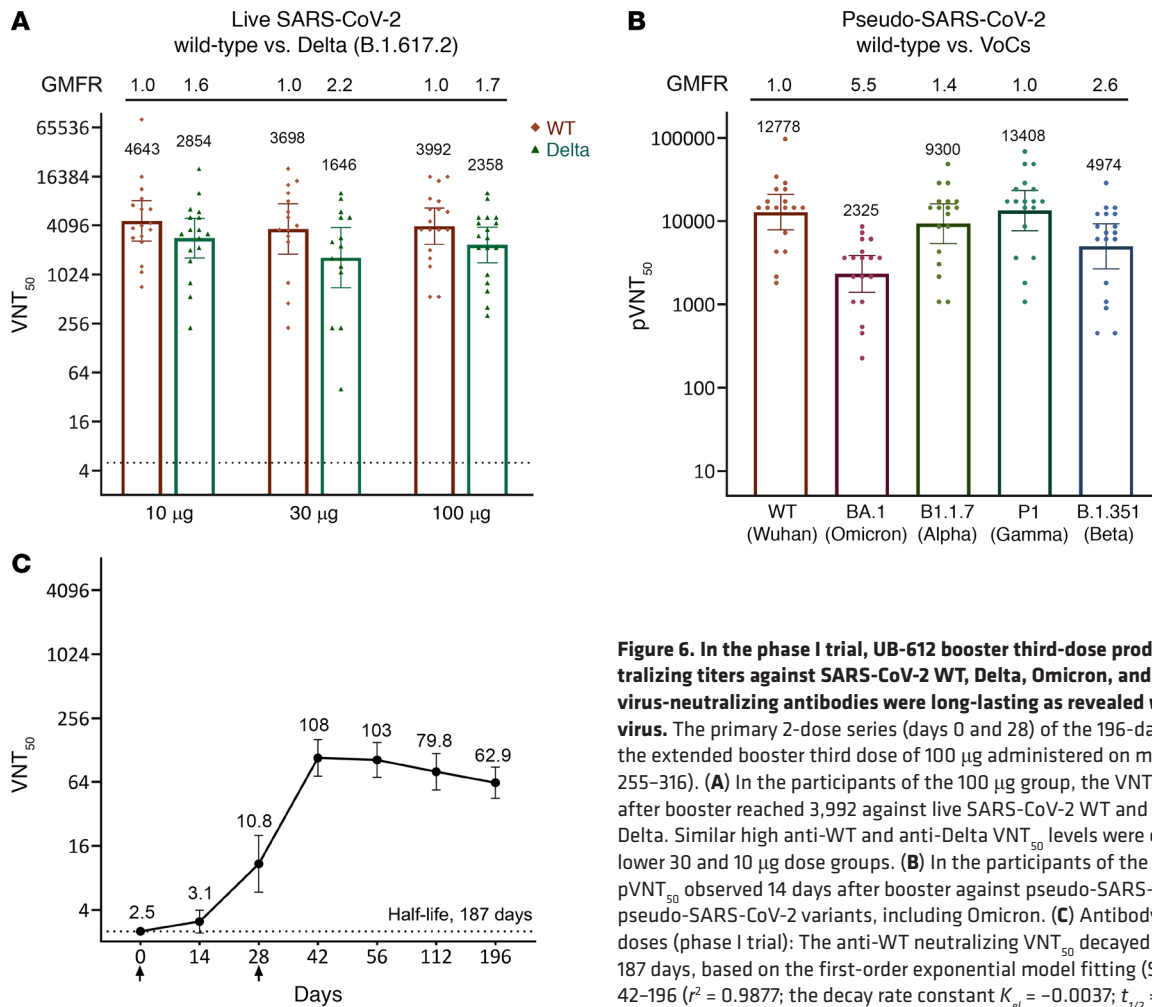 A
Live SARS-CoV-2
wild-type vs. Delta (B.1.617.2)
GMFR 1.0 1.6 1.0 2.2 1.0 1.7
WT
Delta
4643 2854 3698 1646 3992 2358
65536
16384
4096
1024
256
64
16
4
VNT50
10 µg 30 µg 100 µg
B
Pseudo-SARS-CoV-2
wild-type vs. VoCs
GMFR 1.0 5.5 1.4 1.0 2.6
12778 2325 9300 13408 4974
100000
10000
1000
100
10
pVNT50
WT BA.1 B1.1.7 P1 B.1.351
(Wuhan) (Omicron) (Alpha) (Gamma) (Beta)
C
4096
1024
256
64
16
4
VNT50
2.5 3.1 10.8 108 103 79.8 62.9
Half-life, 187 days
0 14 28 42 56 112 196
Days
Figure 6. In the phase I trial, UB-612 booster third-dose prod
tralizing titers against SARS-CoV-2 WT, Delta, Omicron, and
virus-neutralizing antibodies were long-lasting as revealed
virus. The primary 2-dose series (days 0 and 28) of the 196-da
the extended booster third dose of 100 µg administered on m
255–316). (A) In the participants of the 100 µg group, the VNT
after booster reached 3,992 against live SARS-CoV-2 WT and
Delta. Similar high anti-WT and anti-Delta VNT50 levels were
lower 30 and 10 µg dose groups. (B) In the participants of the
pVNT50 observed 14 days after booster against pseudo-SARS-
pseudo-SARS-CoV-2 variants, including Omicron. (C) Antibody
doses (phase I trial): The anti-WT neutralizing VNT50 decayed
187 days, based on the first-order exponential model fitting (S
42–196 (r² = 0.9877; the decay rate constant Kel = −0.0037; t1/2 =